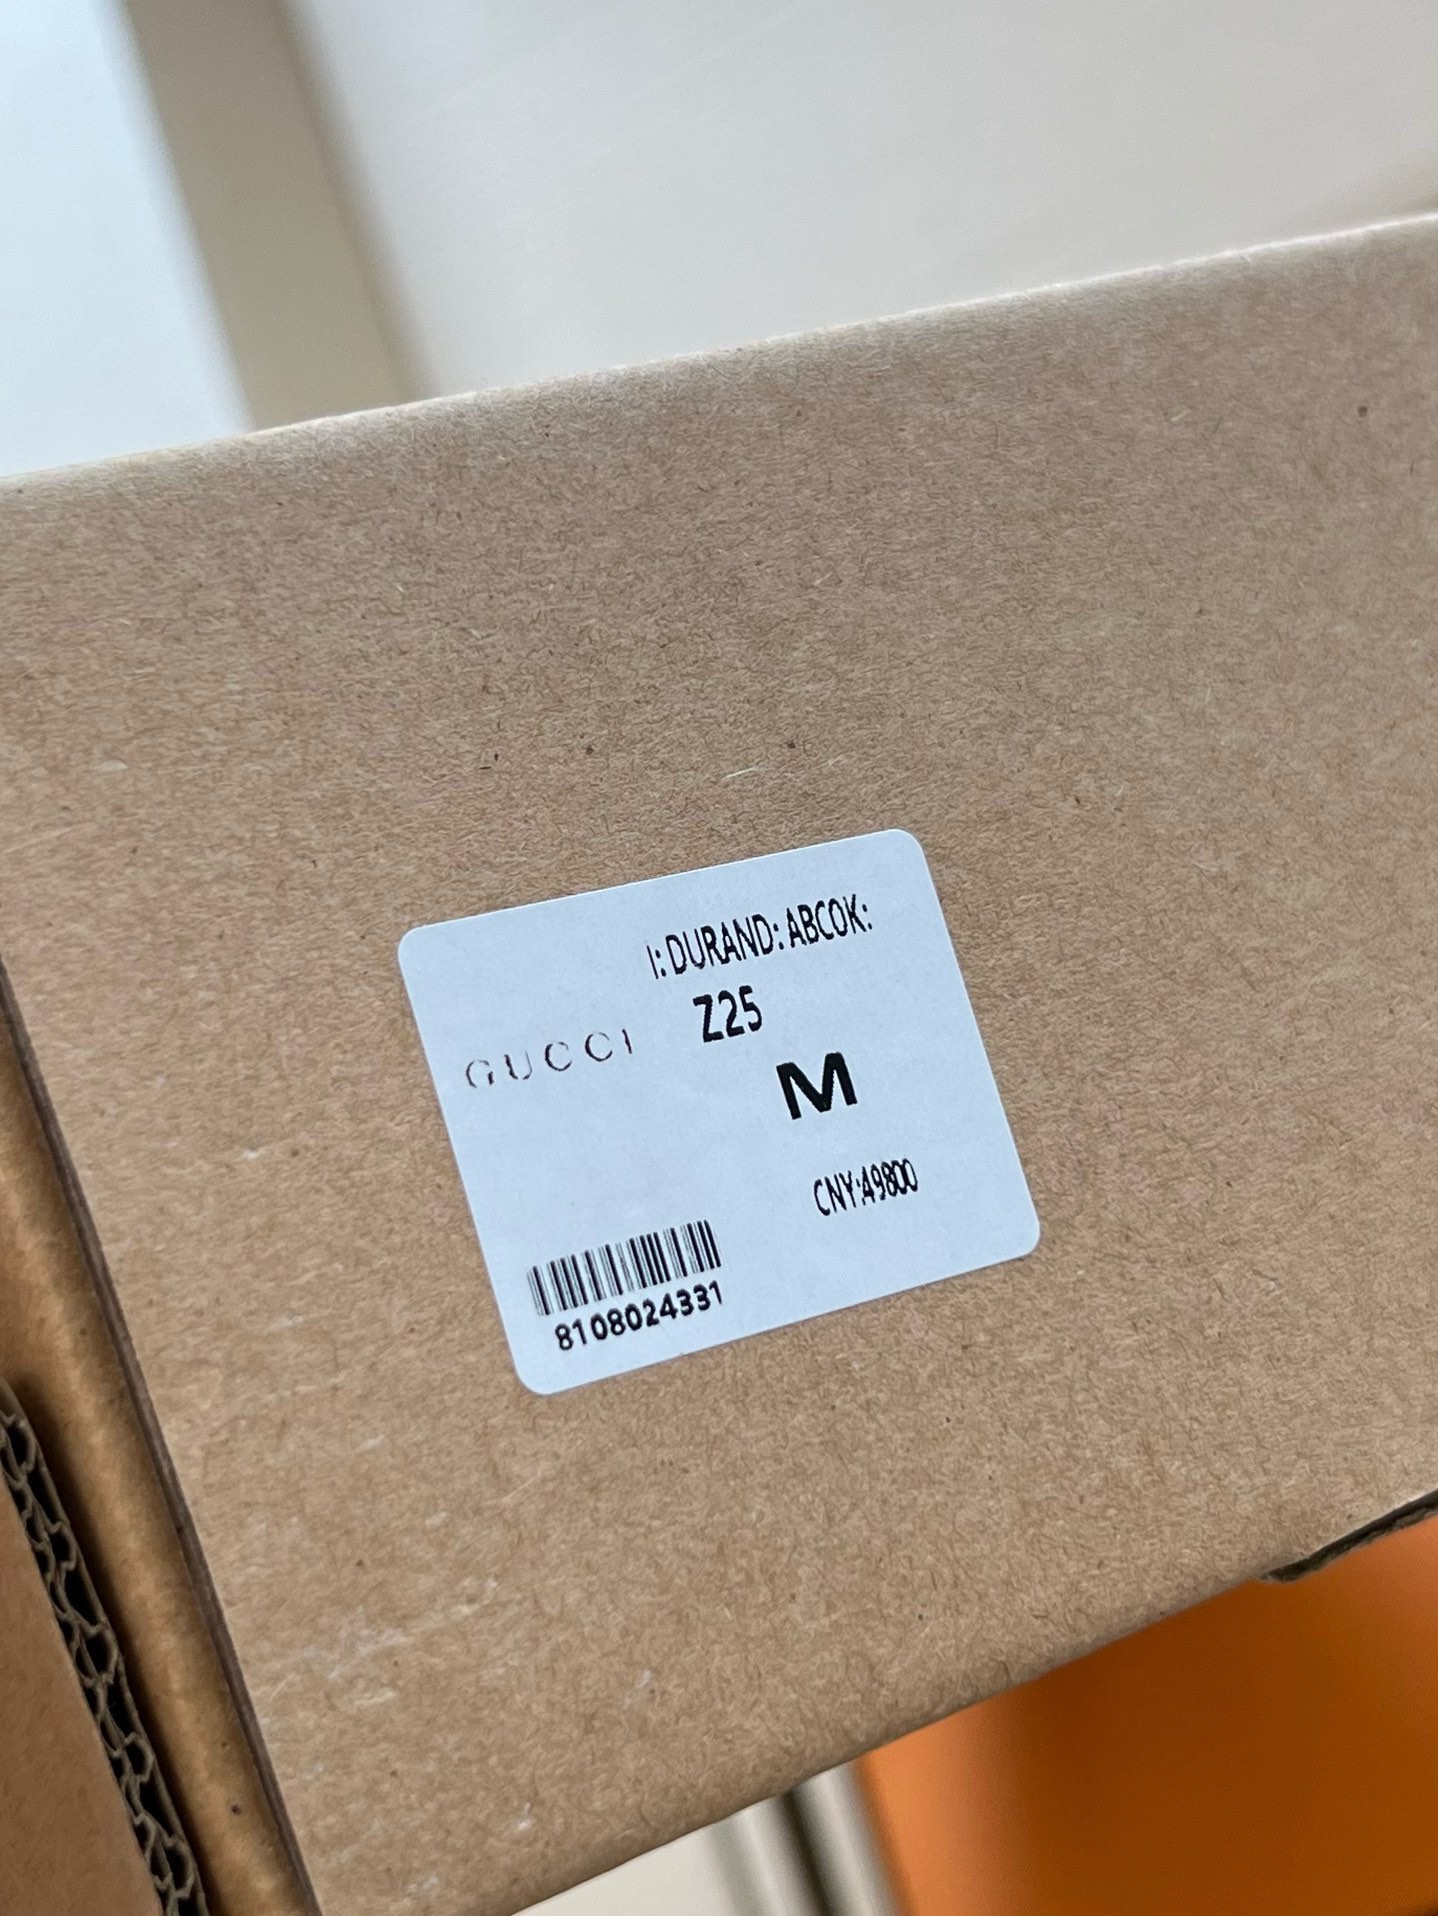 I: DURAND: ABCOK:
Z25
GUCCI
M
CNY:49800
8108024331